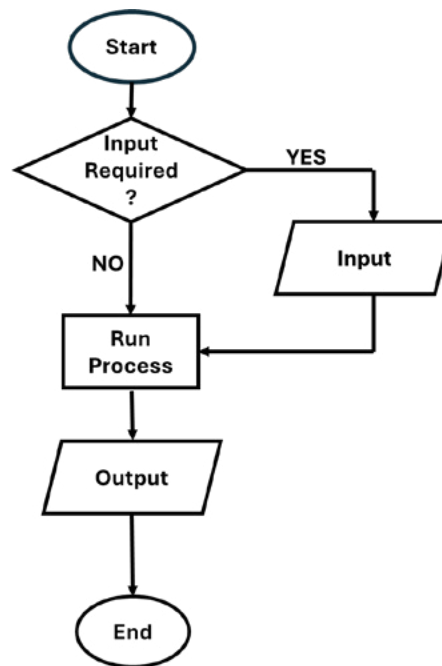 Start
Input
Required
?
YES
Input
NO
Run
Process
Output
End